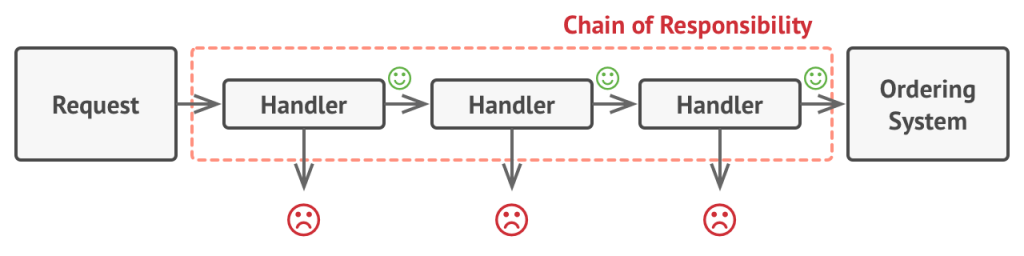 Chain of Responsibility
Request
Handler
Handler
Handler
Ordering
System